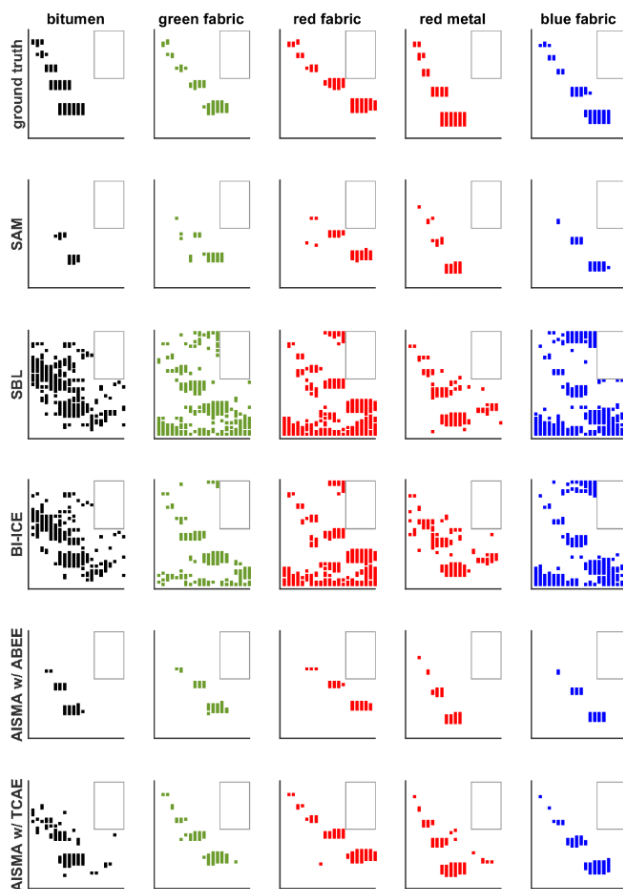 bitumen green fabric red fabric red metal blue fabric
ground truth
SAM
SBL
BI-ICE
AISMA w/ ABEE
AISMA w/ TCAE